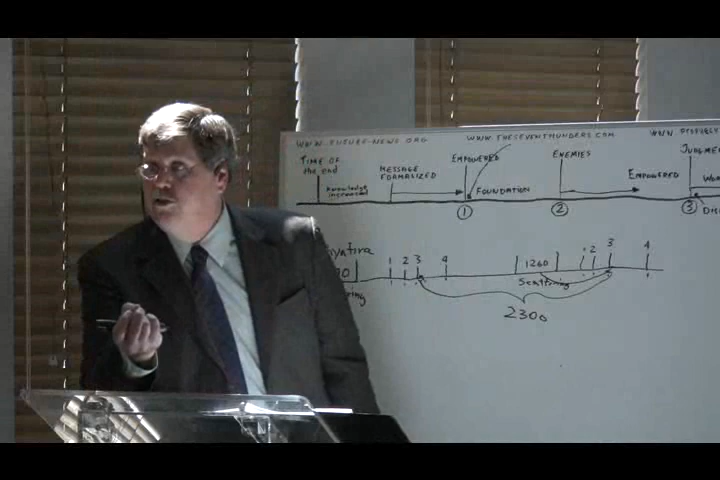 WWW.FUTURE-NEWS.ORG WWW.THESEVENTHUNDERS.COM
TIME OF the end MESSAGE FORMALIZED EMPOWERED ENEMIES EMPOWERED
Knowledge increased FOUNDATION
1 2 3
1 2 3 4 1260 1 2 3 4
Scattering
2300